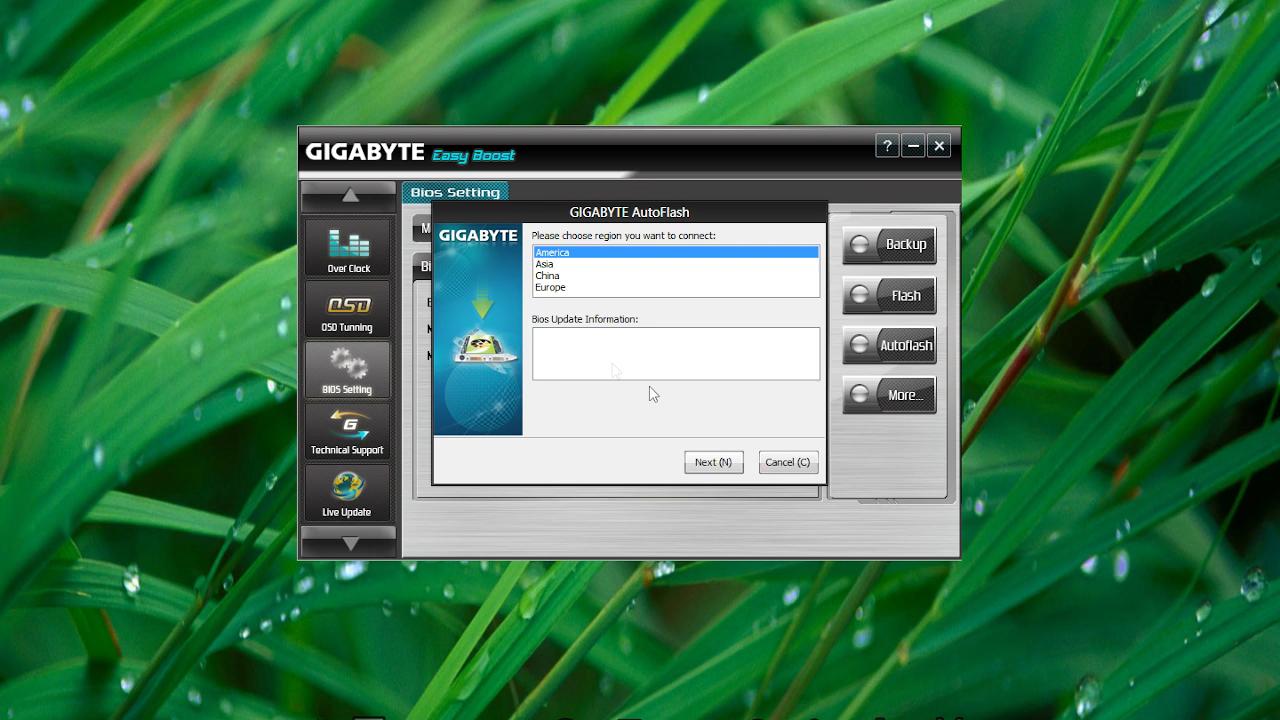 GIGABYTE Easy Boost
?
Bios Setting
GIGABYTE AutoFlash
GIGABYTE
Please choose region you want to connect:
America
Asia
China
Europe
Bios Update Information:
Next (N)
Cancel (C)
Over Clock
OSD
OSD Tunning
BIOS Setting
G
Technical Support
Live Update
Backup
Flash
Autoflash
More...